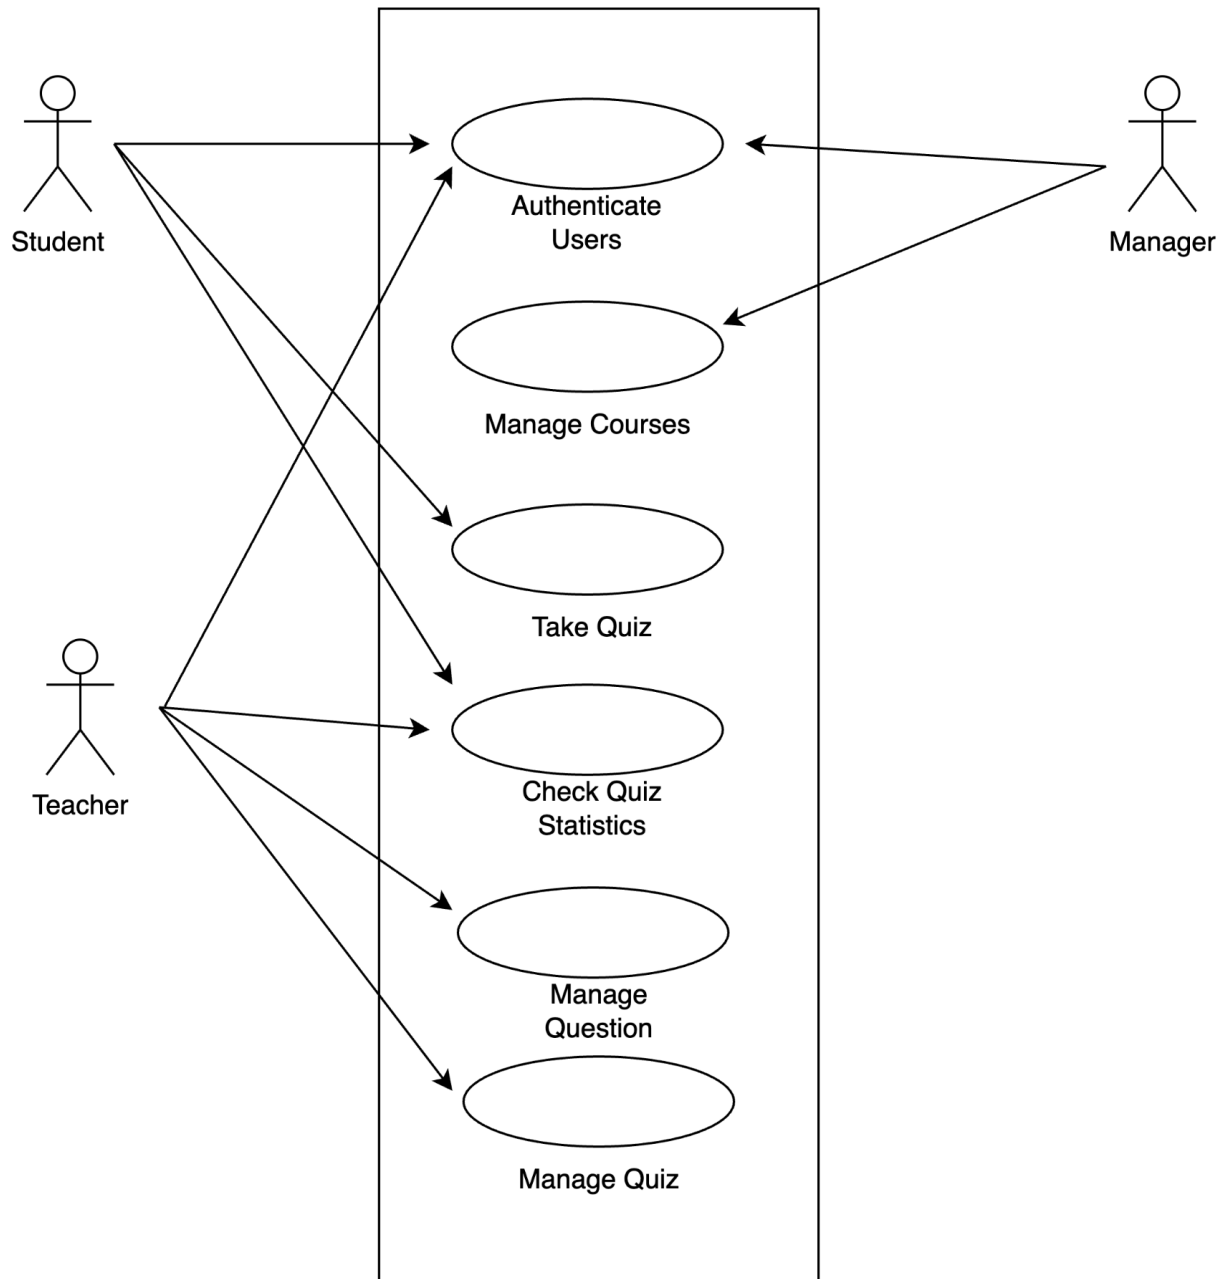 Student
Authenticate
Users
Manager
Manage Courses
Take Quiz
Teacher
Check Quiz
Statistics
Manage
Question
Manage Quiz